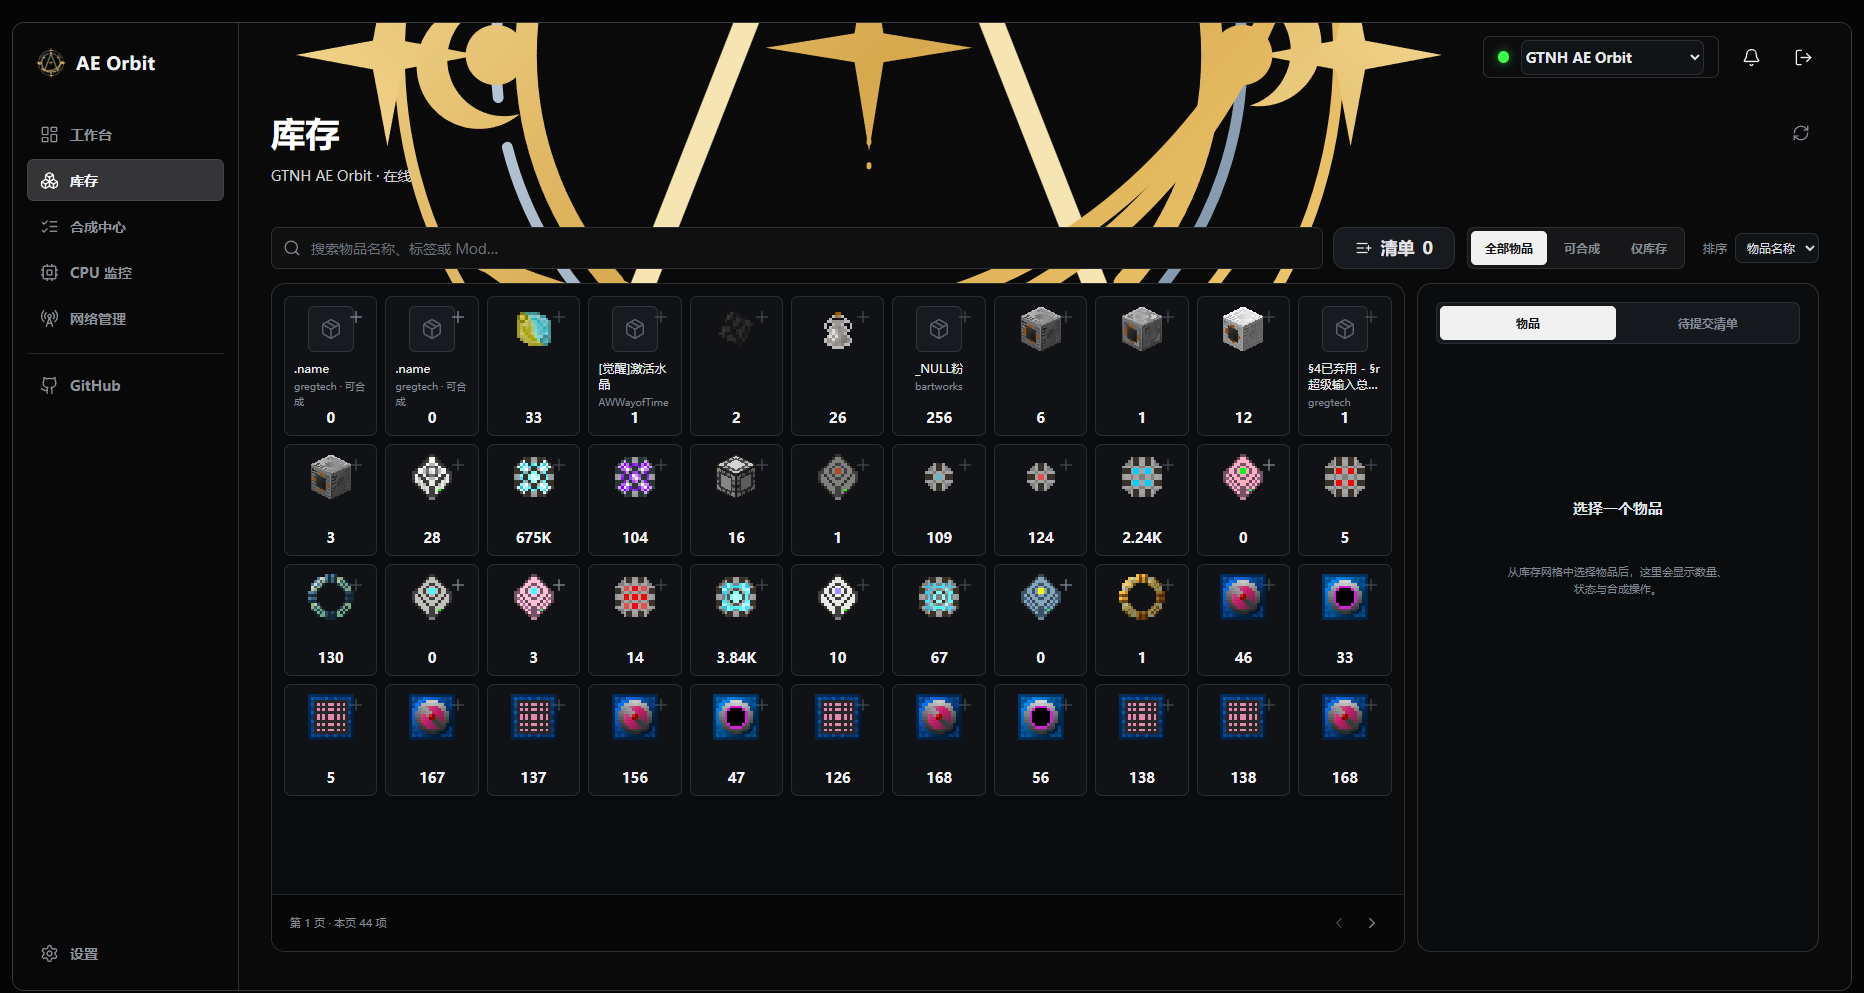 AE Orbit
GTNH AE Orbit
工作台
库存
合成中心
CPU 监控
网络管理
GitHub
设置
库存
GTNH AE Orbit · 在线
搜索物品名称、标签或 Mod...
清单 0
全部物品
可合成
仅库存
排序
物品名称
.name
gregtech · 可合
成
0
.name
gregtech · 可合
成
0
33
[觉醒]激活水
晶
AWWayofTime
1
2
26
_NULL粉
bartworks
256
6
1
12
§4已弃用 - §r
超级输入总...
gregtech
1
3
28
675K
104
16
1
109
124
2.24K
0
5
130
0
3
14
3.84K
10
67
0
1
46
33
5
167
137
156
47
126
168
56
138
138
168
第 1 页 · 本页 44 项
物品
待提交清单
选择一个物品
从库存网格中选择物品后，这里会显示数量、
状态与合成操作。